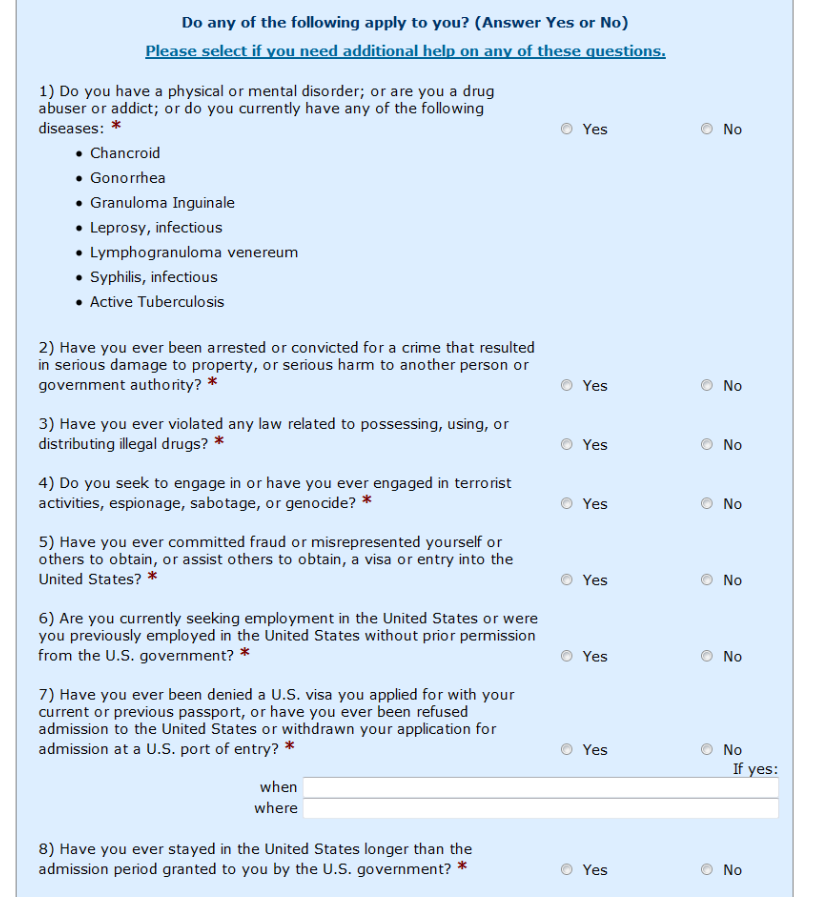 Do any of the following apply to you? (Answer Yes or No)
Please select if you need additional help on any of these questions.
1) Do you have a physical or mental disorder; or are you a drug
abuser or addict; or do you currently have any of the following
diseases: * Yes No
• Chancroid
• Gonorrhea
• Granuloma Inguinale
• Leprosy, infectious
• Lymphogranuloma venereum
• Syphilis, infectious
• Active Tuberculosis
2) Have you ever been arrested or convicted for a crime that resulted
in serious damage to property, or serious harm to another person or
government authority? * Yes No
3) Have you ever violated any law related to possessing, using, or
distributing illegal drugs? * Yes No
4) Do you seek to engage in or have you ever engaged in terrorist
activities, espionage, sabotage, or genocide? * Yes No
5) Have you ever committed fraud or misrepresented yourself or
others to obtain, or assist others to obtain, a visa or entry into the
United States? * Yes No
6) Are you currently seeking employment in the United States or were
you previously employed in the United States without prior permission
from the U.S. government? * Yes No
7) Have you ever been denied a U.S. visa you applied for with your
current or previous passport, or have you ever been refused
admission to the United States or withdrawn your application for
admission at a U.S. port of entry? * Yes No
If yes:
when
where
8) Have you ever stayed in the United States longer than the
admission period granted to you by the U.S. government? * Yes No